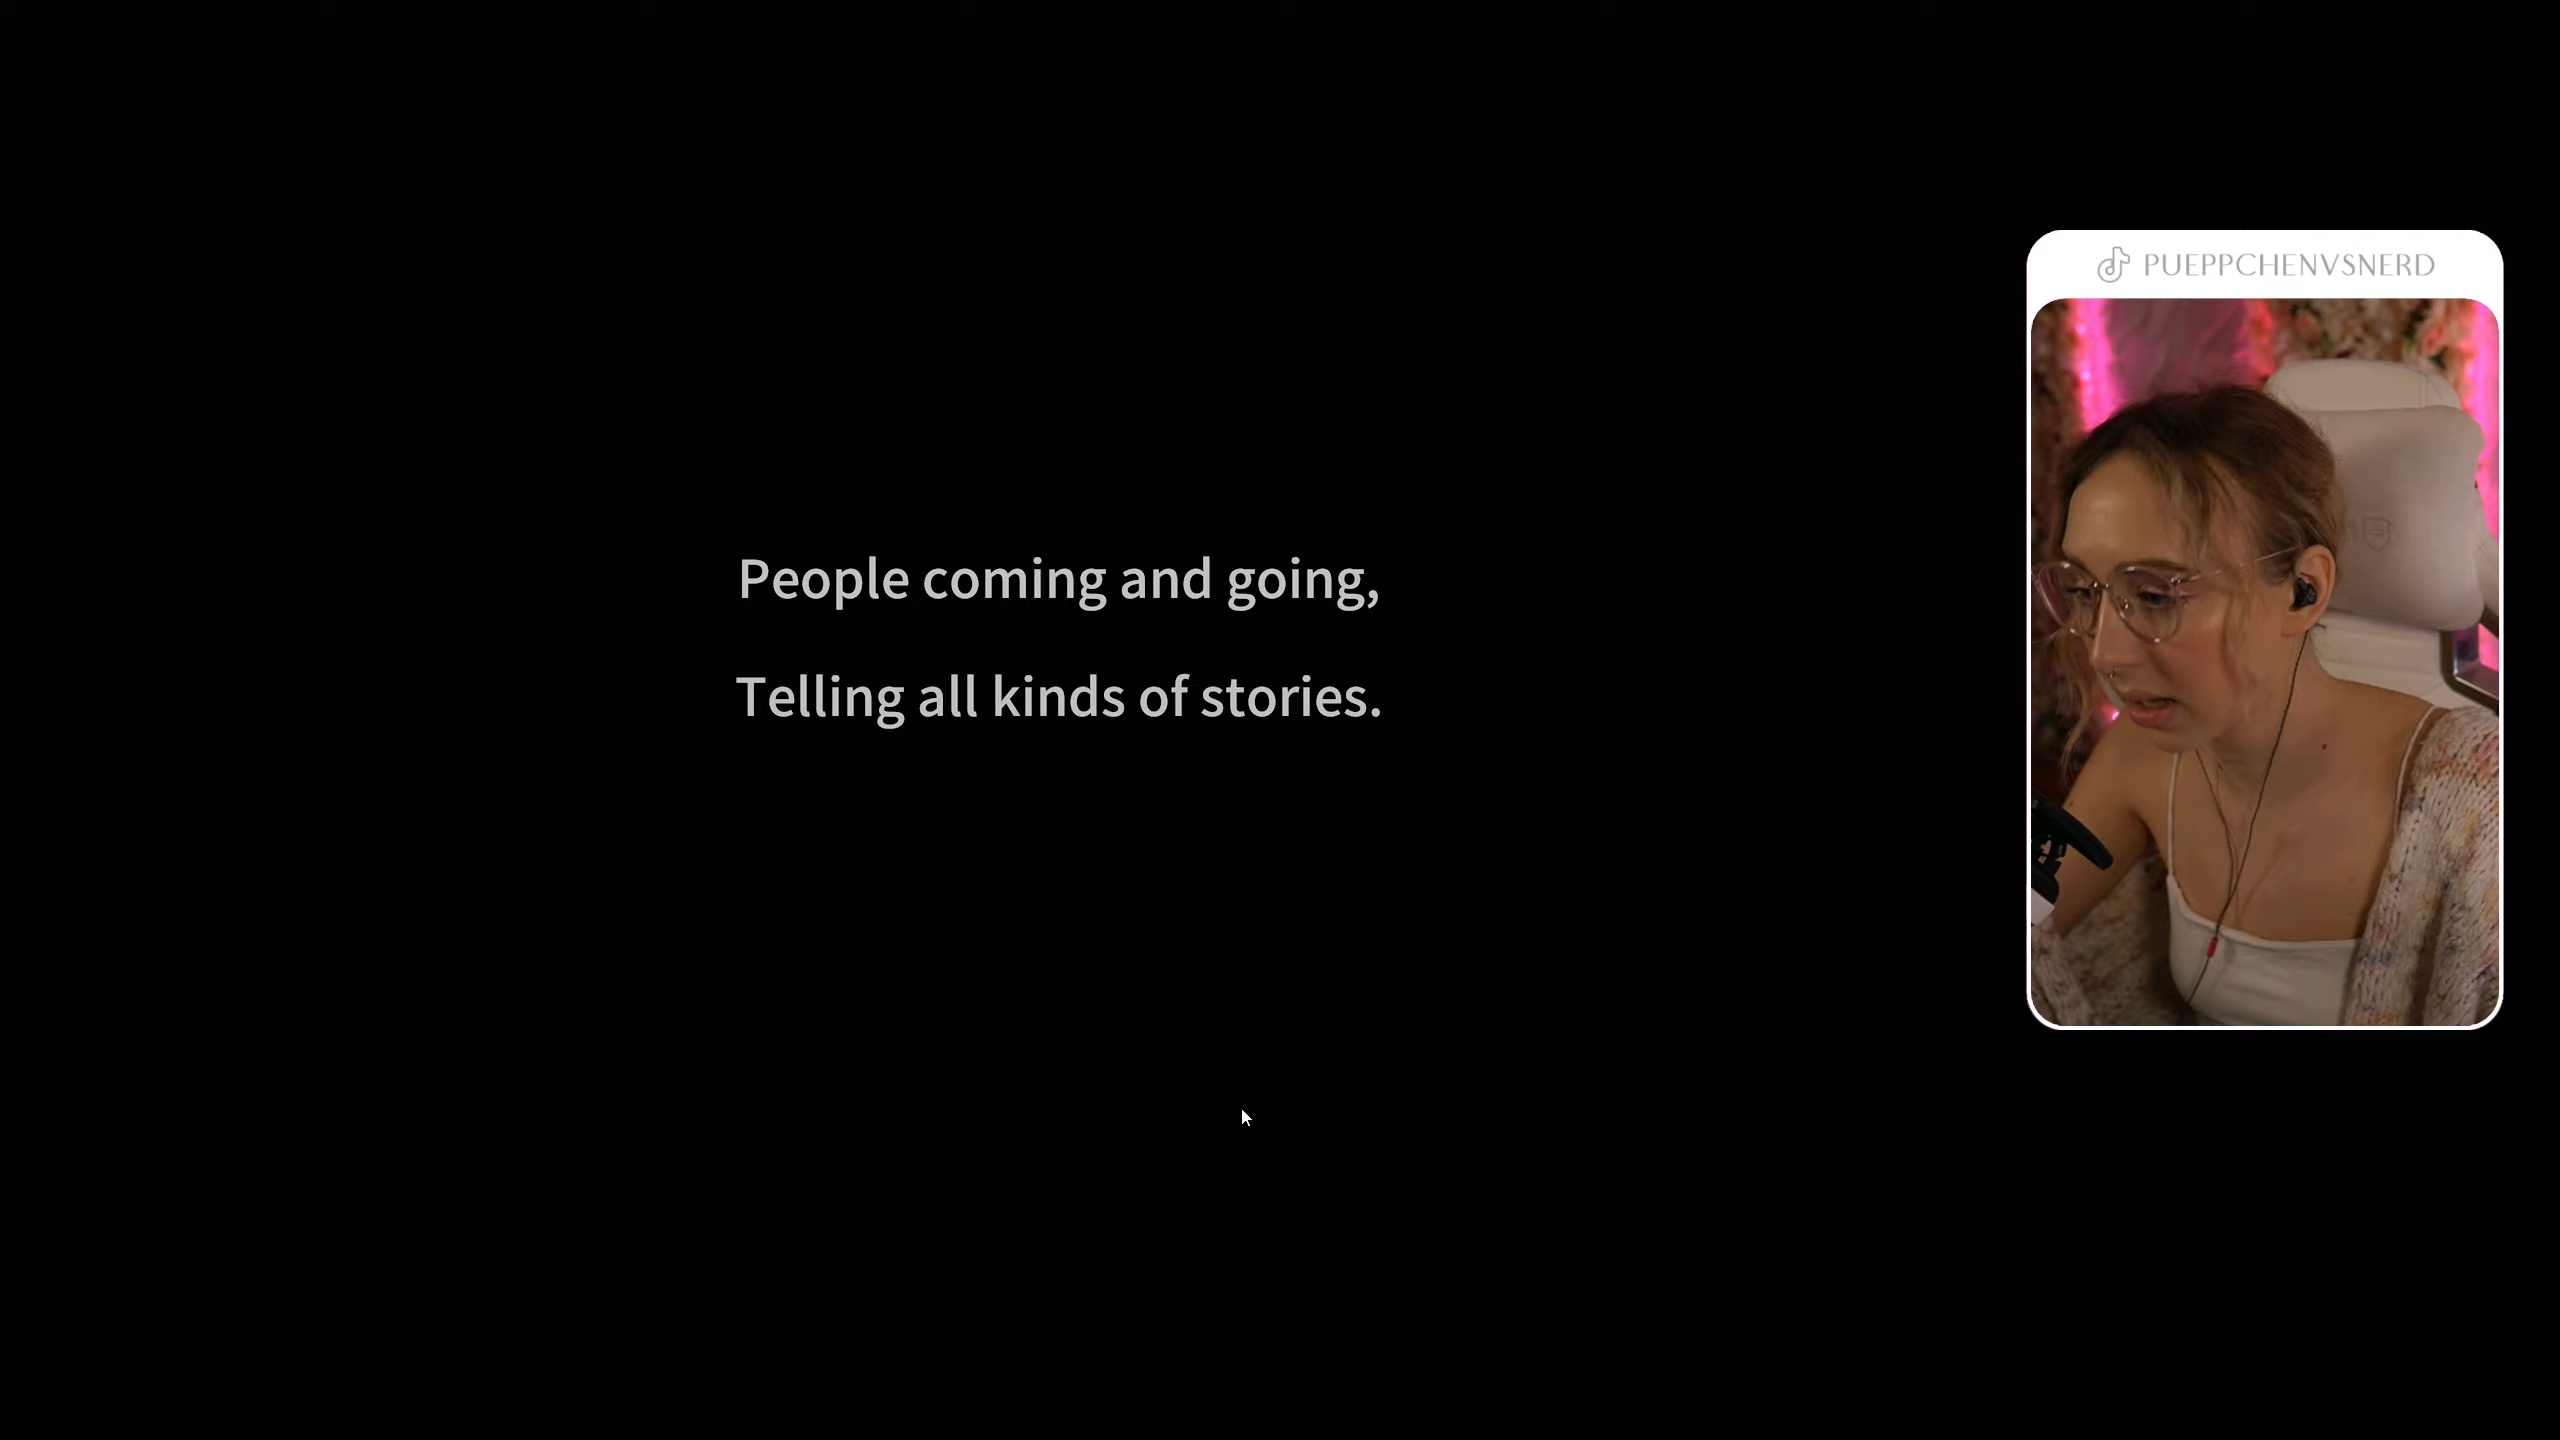 People coming and going,
Telling all kinds of stories.
PUEPPCHENVSNERD